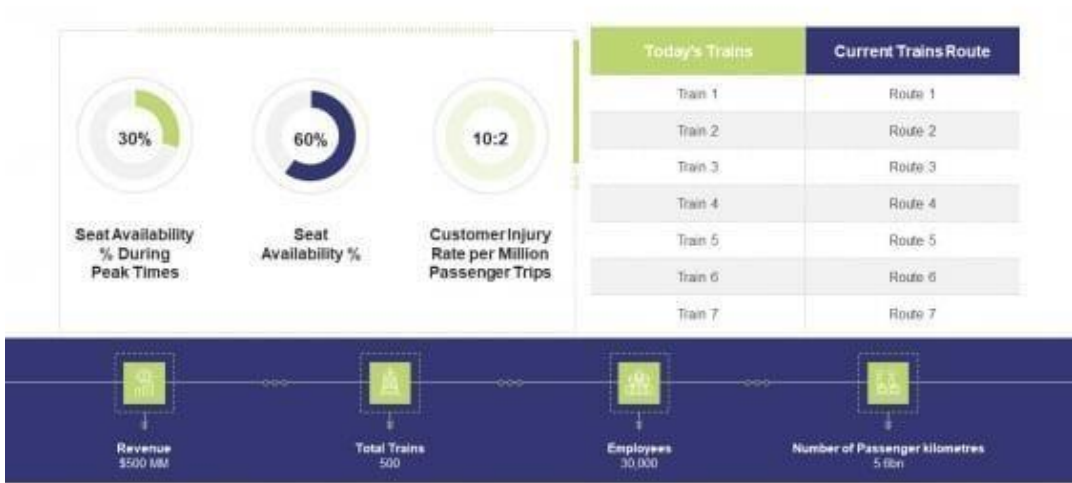 30%
60%
10:2
Seat Availability
% During
Peak Times
Seat
Availability %
Customer Injury
Rate per Million
Passenger Trips
Today's Trains Current Trains Route
Train 1 Route 1
Train 2 Route 2
Train 3 Route 3
Train 4 Route 4
Train 5 Route 5
Train 6 Route 6
Train 7 Route 7
Revenue
$500 MM
Total Trains
500
Employees
30,000
Number of Passenger kilometres
5.6bn